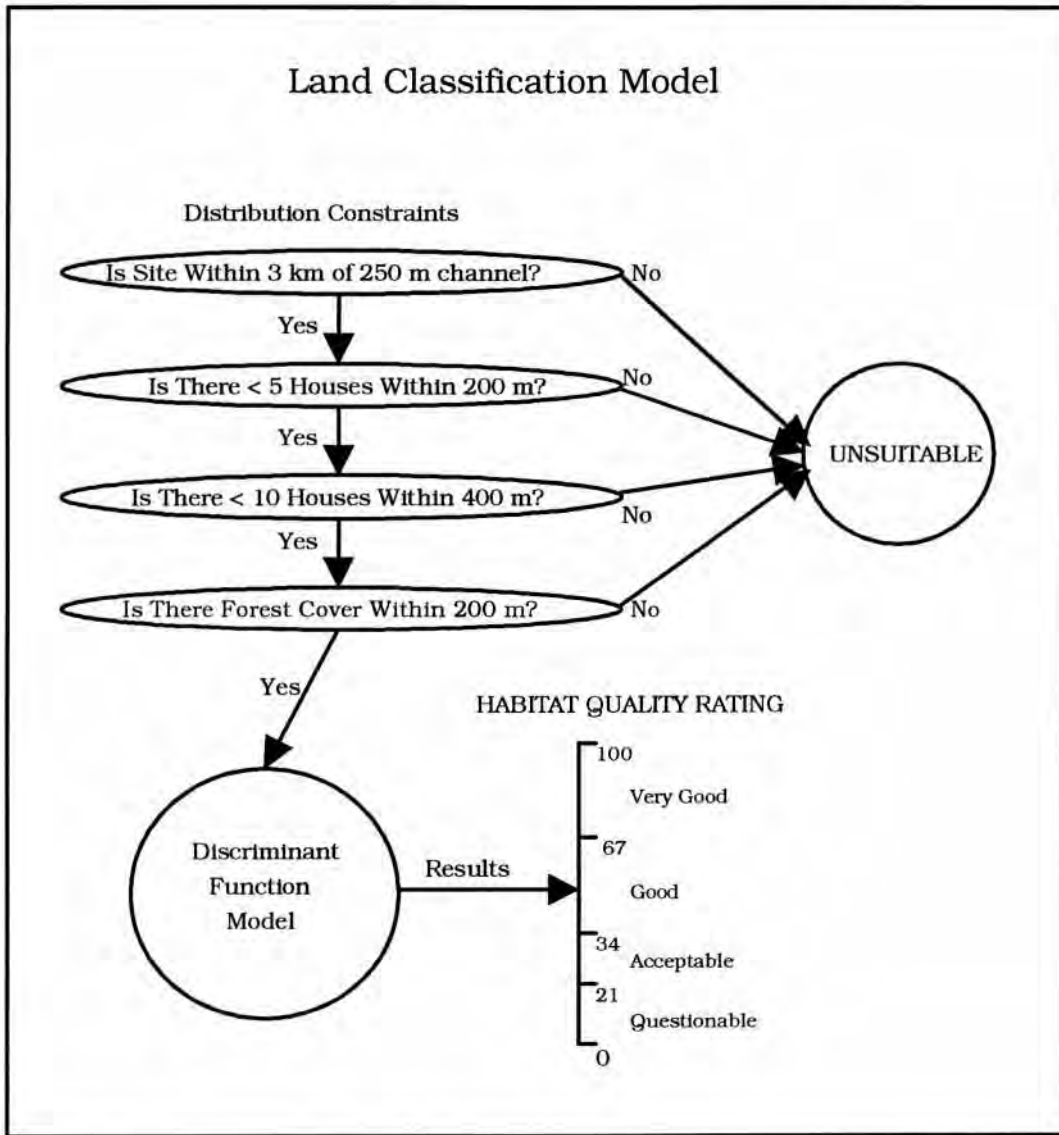 Land Classification Model
Distribution Constraints
Is Site Within 3 km of 250 m channel?
No
Yes
Is There < 5 Houses Within 200 m?
No
Yes
UNSUITABLE
Is There < 10 Houses Within 400 m?
No
Yes
Is There Forest Cover Within 200 m?
No
Yes
HABITAT QUALITY RATING
100
Very Good
67
Discriminant
Function
Model
Results
Good
34
Acceptable
21
Questionable
0